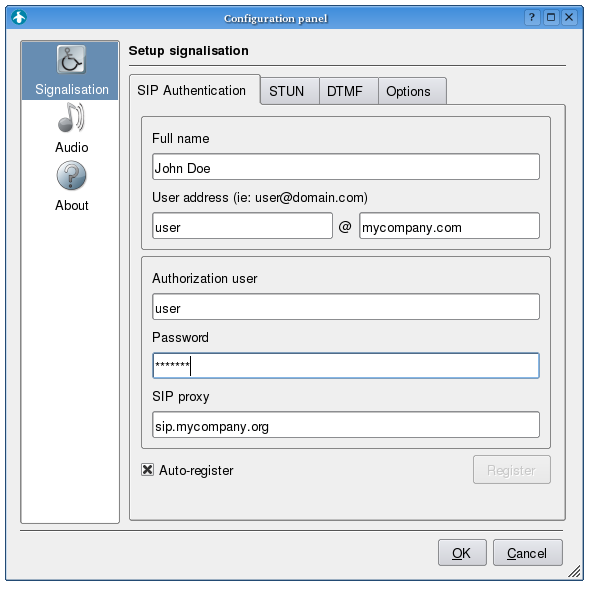 Configuration panel
Setup signalisation
Signalisation
Audio
About
SIP Authentication STUN DTMF Options
Full name
John Doe
User address (ie: user@domain.com)
user @ mycompany.com
Authorization user
user
Password
*******
SIP proxy
sip.mycompany.org
Auto-register Register
OK Cancel